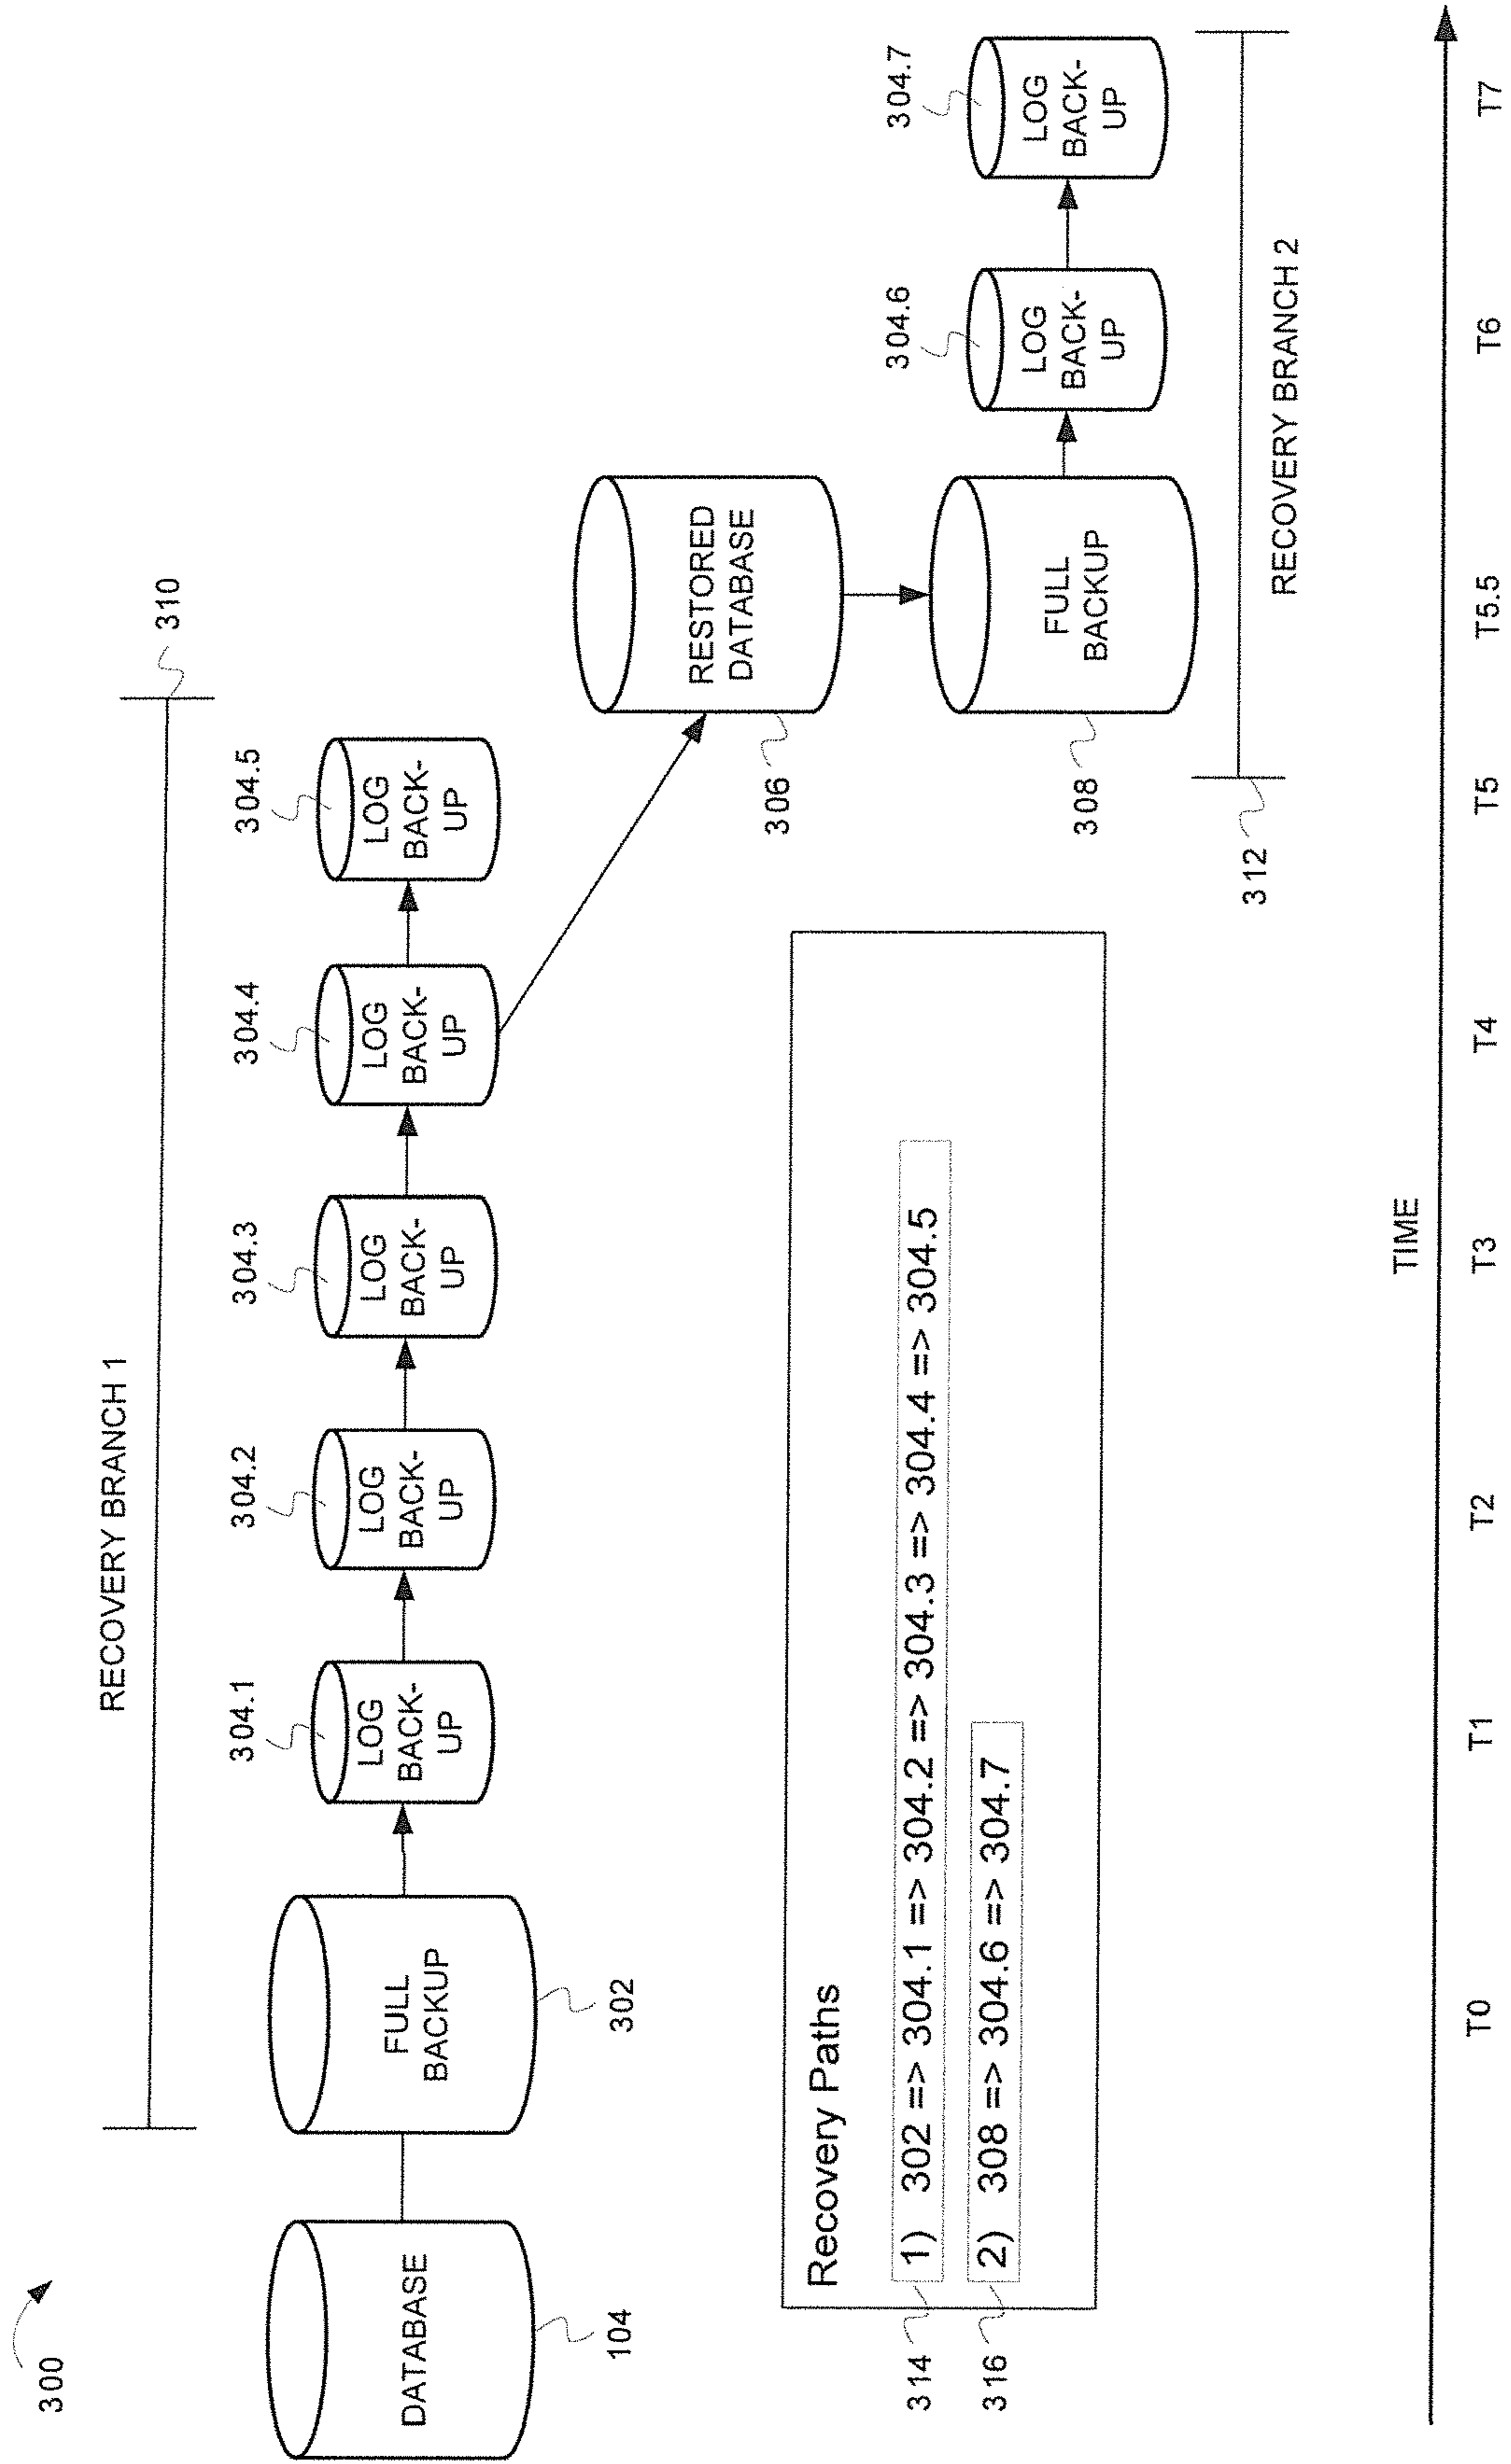 300
RECOVERY BRANCH 1
310
304.1
304.2
304.3
304.4
304.5
DATABASE
104
FULL
BACKUP
302
LOG
BACK-
UP
LOG
BACK-
UP
LOG
BACK-
UP
LOG
BACK-
UP
LOG
BACK-
UP
RESTORED
DATABASE
306
Recovery Paths
314
1) 302 => 304.1 => 304.2 => 304.3 => 304.4 => 304.5
316
2) 308 => 304.6 => 304.7
308
FULL
BACKUP
304.6
LOG
BACK-
UP
304.7
LOG
BACK-
UP
312
RECOVERY BRANCH 2
TIME
T0
T1
T2
T3
T4
T5
T5.5
T6
T7